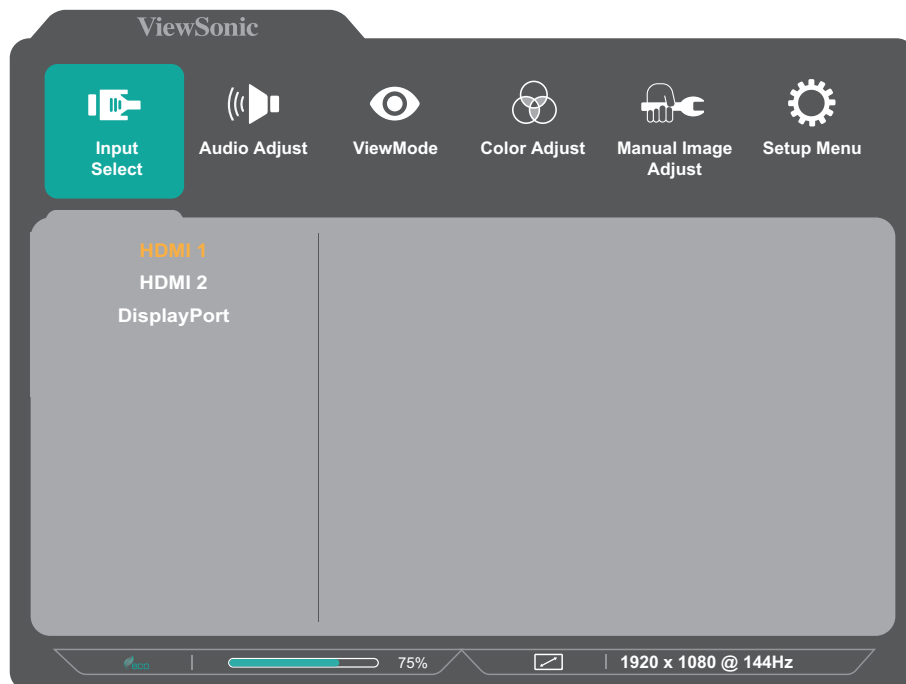 ViewSonic
Input
Select
Audio Adjust
ViewMode
Color Adjust
Manual Image
Adjust
Setup Menu
HDMI 1
HDMI 2
DisplayPort
ECO
75%
1920 x 1080 @ 144Hz